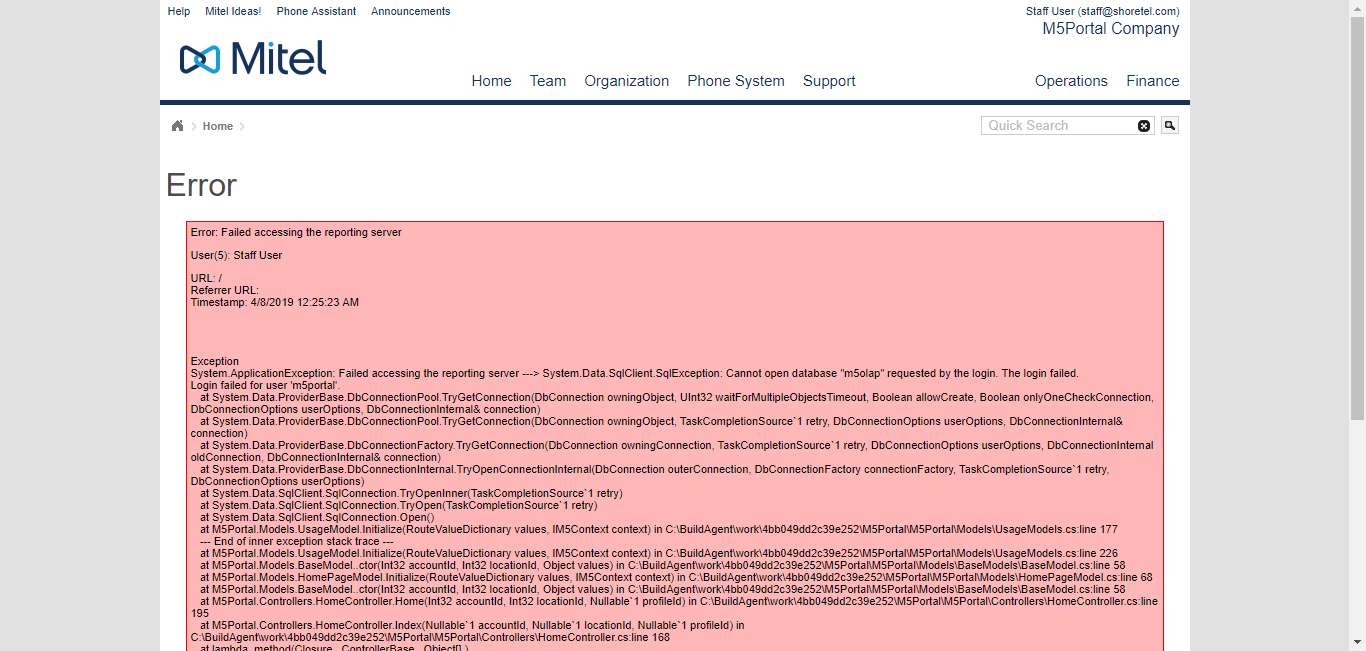 Help Mitel Ideas! Phone Assistant Announcements
Staff User (staff@shoretel.com)
M5Portal Company
Mitel
Home Team Organization Phone System Support Operations Finance
Home
Quick Search
Error
Error: Failed accessing the reporting server
User(5): Staff User
URL: /
Referrer URL:
Timestamp: 4/8/2019 12:25:23 AM
Exception
System.ApplicationException: Failed accessing the reporting server ---> System.Data.SqlClient.SqlException: Cannot open database "m5olap" requested by the login. The login failed.
Login failed for user 'm5portal'.
at System.Data.ProviderBase.DbConnectionPool.TryGetConnection(DbConnection owningObject, UInt32 waitForMultipleObjectsTimeout, Boolean allowCreate, Boolean onlyOneCheckConnection,
DbConnectionOptions userOptions, DbConnectionInternal& connection)
at System.Data.ProviderBase.DbConnectionPool.TryGetConnection(DbConnection owningObject, TaskCompletionSource`1 retry, DbConnectionOptions userOptions, DbConnectionInternal&
connection)
at System.Data.ProviderBase.DbConnectionFactory.TryGetConnection(DbConnection owningConnection, TaskCompletionSource`1 retry, DbConnectionOptions userOptions, DbConnectionInternal
oldConnection, DbConnectionInternal& connection)
at System.Data.ProviderBase.DbConnectionInternal.TryOpenConnectionInternal(DbConnection outerConnection, DbConnectionFactory connectionFactory, TaskCompletionSource`1 retry,
DbConnectionOptions userOptions)
at System.Data.SqlClient.SqlConnection.TryOpenInner(TaskCompletionSource`1 retry)
at System.Data.SqlClient.SqlConnection.TryOpen(TaskCompletionSource`1 retry)
at System.Data.SqlClient.SqlConnection.Open()
at M5Portal.Models.UsageModel.Initialize(RouteValueDictionary values, IM5Context context) in C:\BuildAgent\work\4bb049dd2c39e252\M5Portal\M5Portal\Models\UsageModels.cs:line 177
--- End of inner exception stack trace ---
at M5Portal.Models.UsageModel.Initialize(RouteValueDictionary values, IM5Context context) in C:\BuildAgent\work\4bb049dd2c39e252\M5Portal\M5Portal\Models\UsageModels.cs:line 226
at M5Portal.Models.BaseModel..ctor(Int32 accountId, Int32 locationId, Object values) in C:\BuildAgent\work\4bb049dd2c39e252\M5Portal\M5Portal\Models\BaseModels\BaseModel.cs:line 58
at M5Portal.Models.HomePageModel.Initialize(RouteValueDictionary values, IM5Context context) in C:\BuildAgent\work\4bb049dd2c39e252\M5Portal\M5Portal\Models\HomePageModel.cs:line 68
at M5Portal.Models.BaseModel..ctor(Int32 accountId, Int32 locationId, Object values) in C:\BuildAgent\work\4bb049dd2c39e252\M5Portal\M5Portal\Models\BaseModels\BaseModel.cs:line 58
at M5Portal.Controllers.HomeController.Home(Int32 accountId, Int32 locationId, Nullable`1 profileId) in C:\BuildAgent\work\4bb049dd2c39e252\M5Portal\M5Portal\Controllers\HomeController.cs:line
195
at M5Portal.Controllers.HomeController.Index(Nullable`1 accountId, Nullable`1 locationId, Nullable`1 profileId) in
C:\BuildAgent\work\4bb049dd2c39e252\M5Portal\M5Portal\Controllers\HomeController.cs:line 168
at lambda_method(Closure , ControllerBase , Object[] )